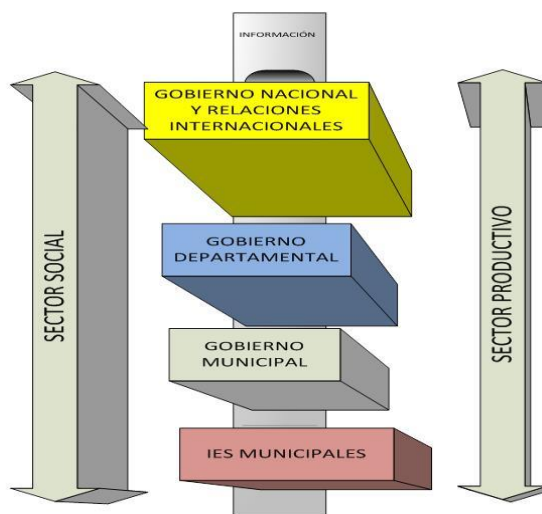 INFORMACIÓN
GOBIERNO NACIONAL
Y RELACIONES
INTERNACIONALES
GOBIERNO
DEPARTAMENTAL
GOBIERNO
MUNICIPAL
IES MUNICIPALES
SECTOR SOCIAL
SECTOR PRODUCTIVO